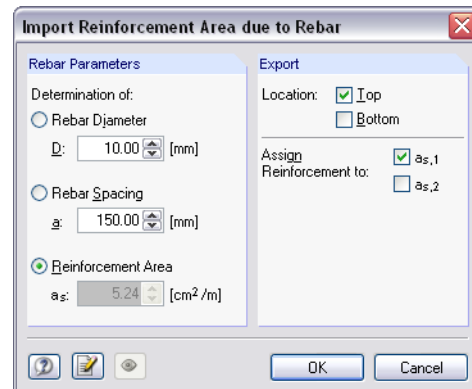 Import Reinforcement Area due to Rebar
Rebar Parameters
Determination of:
Rebar Diameter
D: 10.00 [mm]
Rebar Spacing
a: 150.00 [mm]
Reinforcement Area
as: 5.24 [cm²/m]
Export
Location: Top
Bottom
Assign
Reinforcement to:
as,1
as,2
OK
Cancel